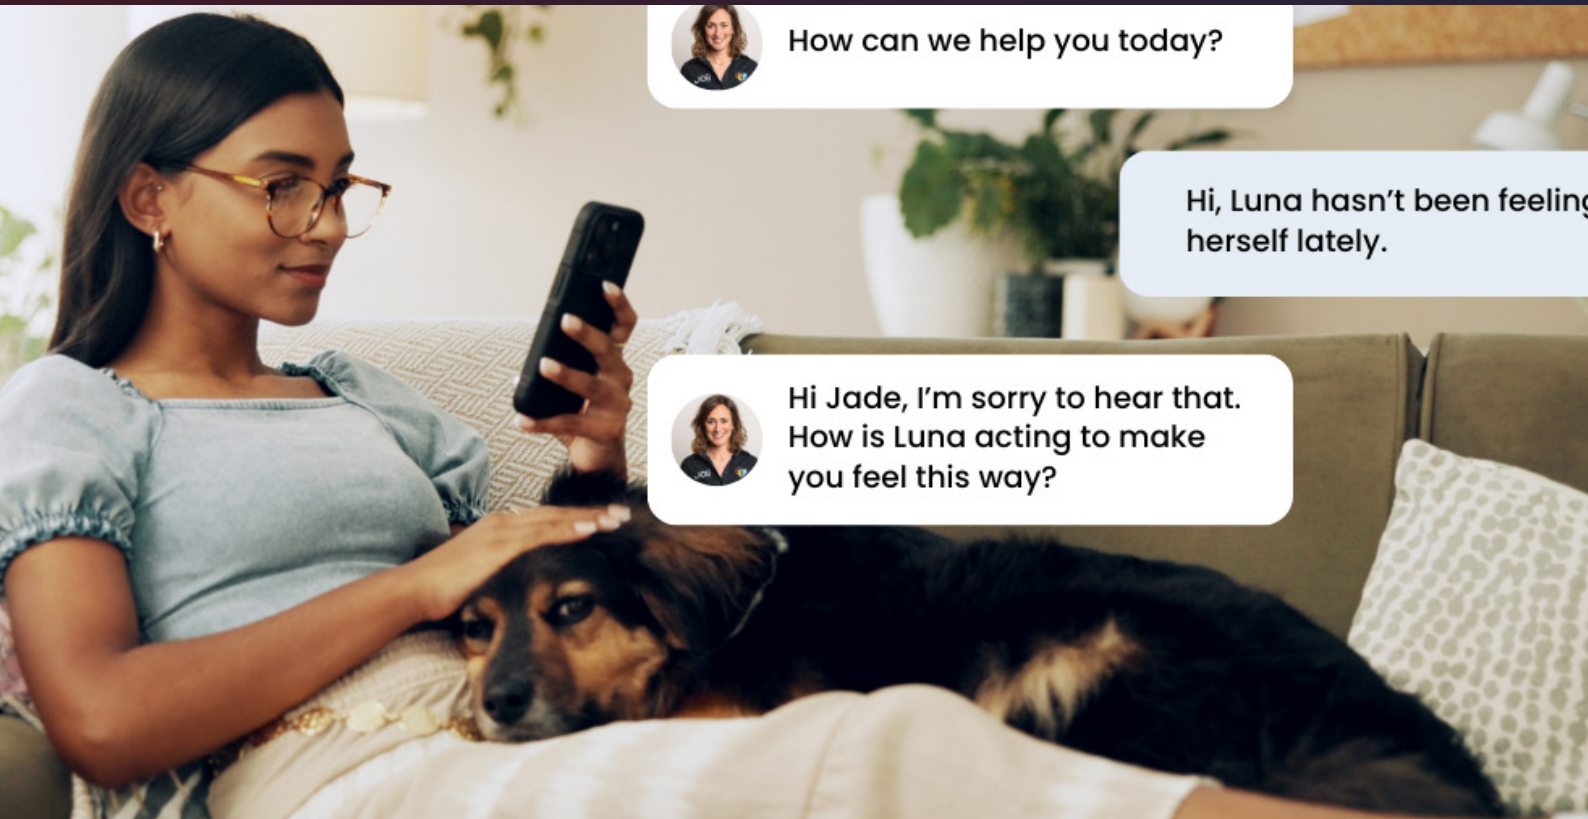 How can we help you today?
Hi, Luna hasn't been feeling
herself lately.
Hi Jade, I'm sorry to hear that.
How is Luna acting to make
you feel this way?